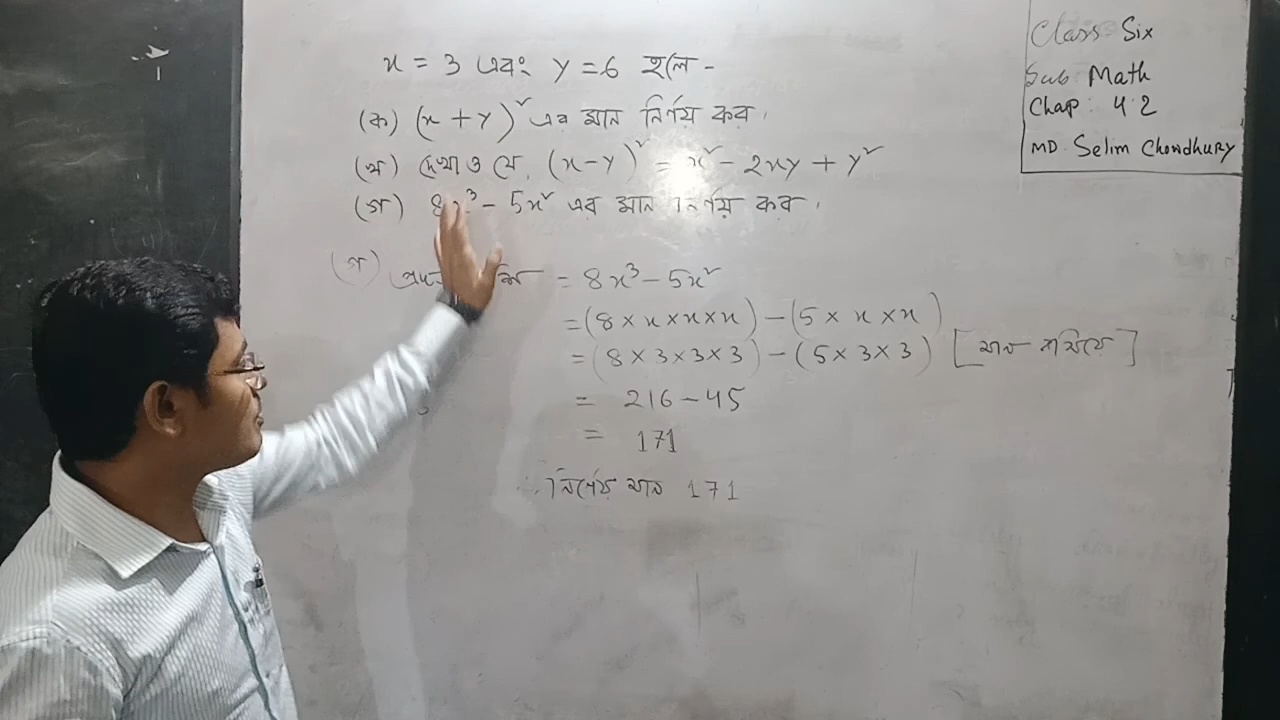 x = 3 এবং y = 6 হলে -
(ক) (x + y)² এর মান নির্ণয় কর।
(খ) দেখাও যে, (x - y)² = x² - 2xy + y²
(গ) 8x³ - 5x² এর মান নির্ণয় কর।
(গ) = 8x³ - 5x²
= (8 × x × x × x) - (5 × x × x)
= (8 × 3 × 3 × 3) - (5 × 3 × 3) [মান বসিয়ে]
= 216 - 45
= 171
∴ নির্ণেয় মান 171
Class Six
Sub Math
Chap: 4.2
MD. Selim Chowdhury